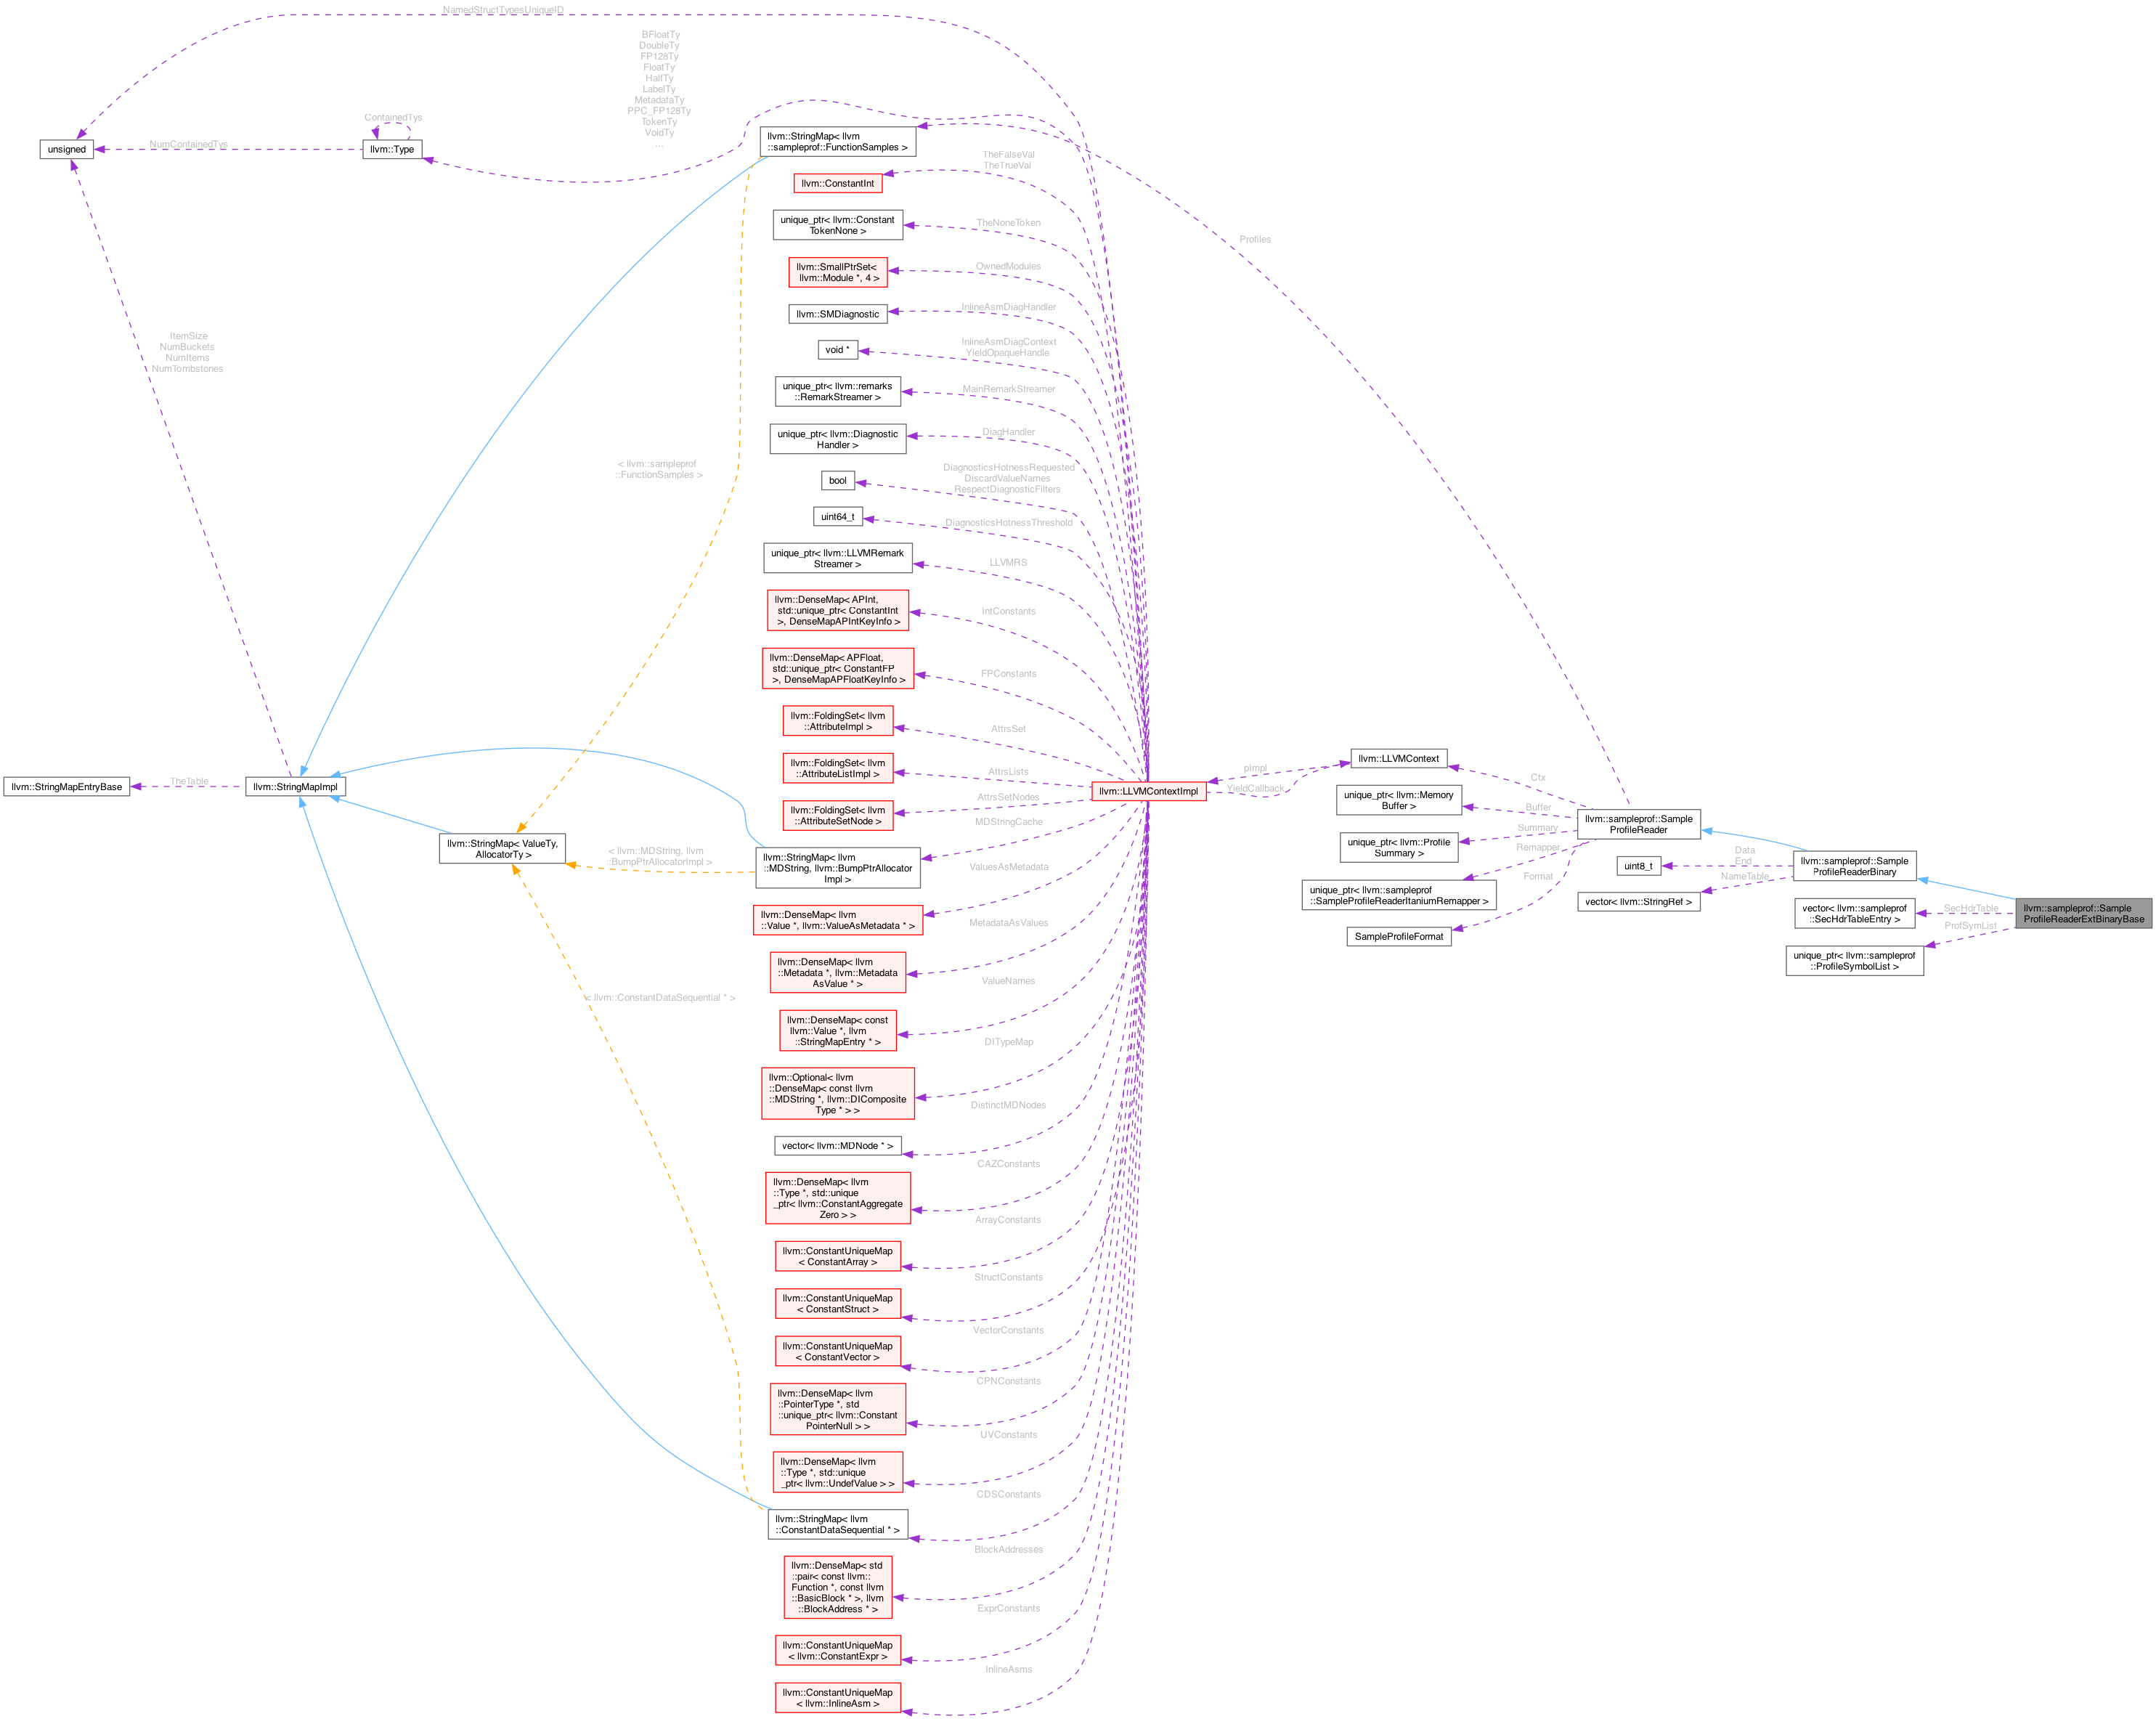 NamedStructTypesUniqueID
BFloatTy
DoubleTy
FP128Ty
FloatTy
HalfTy
LabelTy
MetadataTy
PPC_FP128Ty
TokenTy
VoidTy
...
ContainedTys
unsigned
NumContainedTys
llvm::Type
llvm::StringMap< llvm
::sampleprof::FunctionSamples >
TheFalseVal
TheTrueVal
llvm::ConstantInt
unique_ptr< llvm::Constant
TokenNone >
TheNoneToken
Profiles
llvm::SmallPtrSet<
llvm::Module *, 4 >
OwnedModules
llvm::SMDiagnostic
InlineAsmDiagHandler
ItemSize
NumBuckets
NumItems
NumTombstones
void *
InlineAsmDiagContext
YieldOpaqueHandle
unique_ptr< llvm::remarks
::RemarkStreamer >
MainRemarkStreamer
unique_ptr< llvm::Diagnostic
Handler >
DiagHandler
< llvm::sampleprof
::FunctionSamples >
bool
DiagnosticsHotnessRequested
DiscardValueNames
RespectDiagnosticFilters
uint64_t
DiagnosticsHotnessThreshold
unique_ptr< llvm::LLVMRemark
Streamer >
LLVMRS
llvm::DenseMap< APInt,
std::unique_ptr< ConstantInt
>, DenseMapAPIntKeyInfo >
IntConstants
llvm::DenseMap< APFloat,
std::unique_ptr< ConstantFP
>, DenseMapAPFloatKeyInfo >
FPConstants
llvm::FoldingSet< llvm
::AttributeImpl >
AttrsSet
llvm::FoldingSet< llvm
::AttributeListImpl >
AttrsLists
llvm::FoldingSet< llvm
::AttributeSetNode >
AttrsSetNodes
llvm::StringMapEntryBase
TheTable
llvm::StringMapImpl
llvm::LLVMContextImpl
pImpl
YieldCallback
llvm::LLVMContext
Ctx
unique_ptr< llvm::Memory
Buffer >
Buffer
llvm::sampleprof::Sample
ProfileReader
unique_ptr< llvm::Profile
Summary >
Summary
Remapper
unique_ptr< llvm::sampleprof
::SampleProfileReaderItaniumRemapper >
Format
SampleProfileFormat
uint8_t
Data
End
NameTable
vector< llvm::StringRef >
llvm::sampleprof::Sample
ProfileReaderBinary
vector< llvm::sampleprof
::SecHdrTableEntry >
SecHdrTable
ProfSymList
llvm::sampleprof::Sample
ProfileReaderExtBinaryBase
unique_ptr< llvm::sampleprof
::ProfileSymbolList >
llvm::StringMap< ValueTy,
AllocatorTy >
< llvm::MDString, llvm
::BumpPtrAllocatorImpl >
llvm::StringMap< llvm
::MDString, llvm::BumpPtrAllocator
Impl >
MDStringCache
llvm::DenseMap< llvm
::Value *, llvm::ValueAsMetadata * >
ValuesAsMetadata
llvm::DenseMap< llvm
::Metadata *, llvm::Metadata
AsValue * >
MetadataAsValues
< llvm::ConstantDataSequential * >
llvm::DenseMap< const
llvm::Value *, llvm
::StringMapEntry * >
ValueNames
llvm::Optional< llvm
::DenseMap< const llvm
::MDString *, llvm::DIComposite
Type * > >
DITypeMap
vector< llvm::MDNode * >
DistinctMDNodes
llvm::DenseMap< llvm
::Type *, std::unique
_ptr< llvm::ConstantAggregate
Zero > >
CAZConstants
llvm::ConstantUniqueMap
< ConstantArray >
ArrayConstants
llvm::ConstantUniqueMap
< ConstantStruct >
StructConstants
llvm::ConstantUniqueMap
< ConstantVector >
VectorConstants
llvm::DenseMap< llvm
::PointerType *, std
::unique_ptr< llvm::Constant
PointerNull > >
CPNConstants
llvm::DenseMap< llvm
::Type *, std::unique
_ptr< llvm::UndefValue > >
UVConstants
llvm::StringMap< llvm
::ConstantDataSequential * >
CDSConstants
llvm::DenseMap< std
::pair< const llvm::
Function *, const llvm
::BasicBlock * >, llvm
::BlockAddress * >
BlockAddresses
llvm::ConstantUniqueMap
< llvm::ConstantExpr >
ExprConstants
llvm::ConstantUniqueMap
< llvm::InlineAsm >
InlineAsms